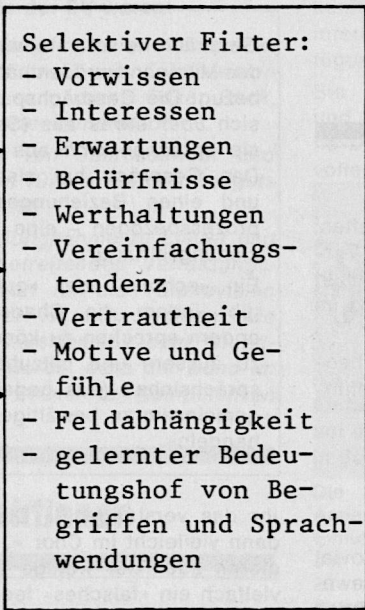 Selektiver Filter:
- Vorwissen
- Interessen
- Erwartungen
- Bedürfnisse
- Werthaltungen
- Vereinfachungs-
tendenz
- Vertrautheit
- Motive und Ge-
fühle
- Feldabhängigkeit
- gelernter Bedeu-
tungshof von Be-
griffen und Sprach-
wendungen